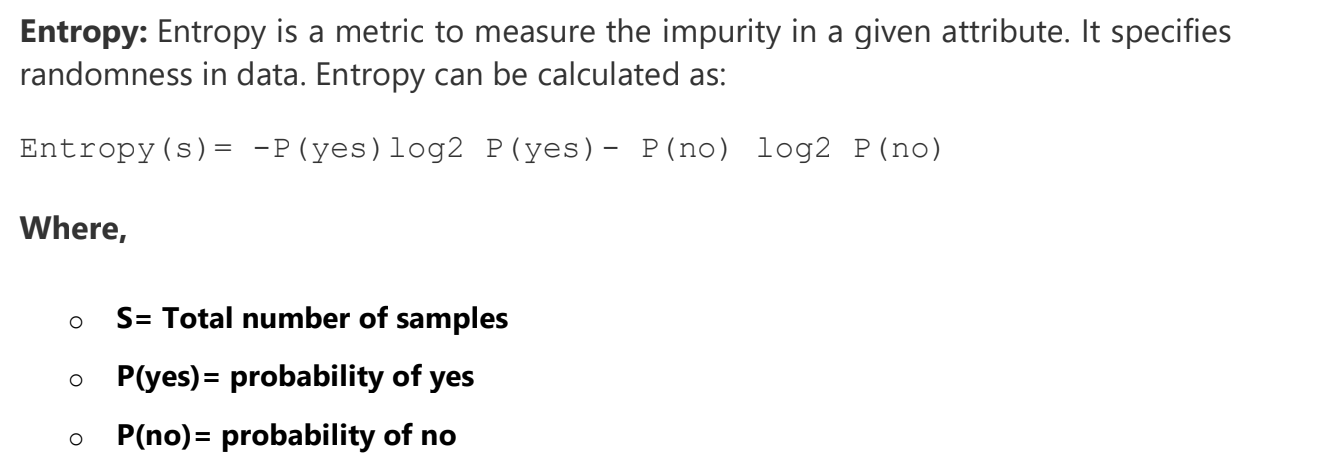 Entropy: Entropy is a metric to measure the impurity in a given attribute. It specifies
randomness in data. Entropy can be calculated as:
Entropy(s)= -P(yes)log2 P(yes)- P(no) log2 P(no)
Where,
○ S= Total number of samples
○ P(yes)= probability of yes
○ P(no)= probability of no